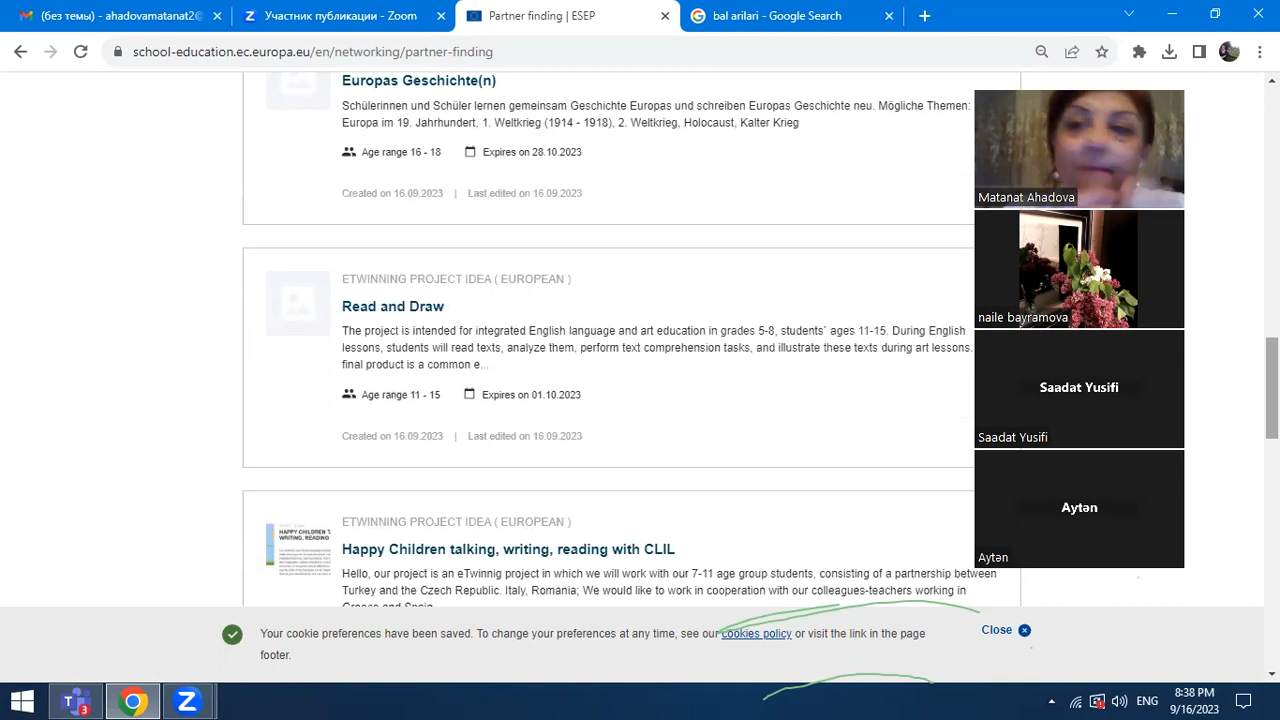 (без темы) - ahadovamatanat2@
Участник публикации - Zoom
Partner finding | ESEP
bal arilari - Google Search
school-education.ec.europa.eu/en/networking/partner-finding
Europas Geschichte(n)
Schülerinnen und Schüler lernen gemeinsam Geschichte Europas und schreiben Europas Geschichte neu. Mögliche Themen:
Europa im 19. Jahrhundert, 1. Weltkrieg (1914 - 1918), 2. Weltkrieg, Holocaust, Kalter Krieg
Age range 16 - 18 Expires on 28.10.2023
Created on 16.09.2023 | Last edited on 16.09.2023
ETWINNING PROJECT IDEA ( EUROPEAN )
Read and Draw
The project is intended for integrated English language and art education in grades 5-8, students` ages 11-15. During English
lessons, students will read texts, analyze them, perform text comprehension tasks, and illustrate these texts during art lessons.
final product is a common e...
Age range 11 - 15 Expires on 01.10.2023
Created on 16.09.2023 | Last edited on 16.09.2023
ETWINNING PROJECT IDEA ( EUROPEAN )
HAPPY CHILDREN
WRITING, READING
Happy Children talking, writing, reading with CLIL
Hello, our project is an eTwinnig project in which we will work with our 7-11 age group students, consisting of a partnership between
Turkey and the Czech Republic. Italy, Romania; We would like to work in cooperation with our colleagues-teachers working in
Greece and Spain
Matanat Ahadova
naile bayramova
Saadat Yusifi
Saadat Yusifi
Aytən
Aytən
Your cookie preferences have been saved. To change your preferences at any time, see our cookies policy or visit the link in the page
footer.
Close
3
ENG
8:38 PM
9/16/2023